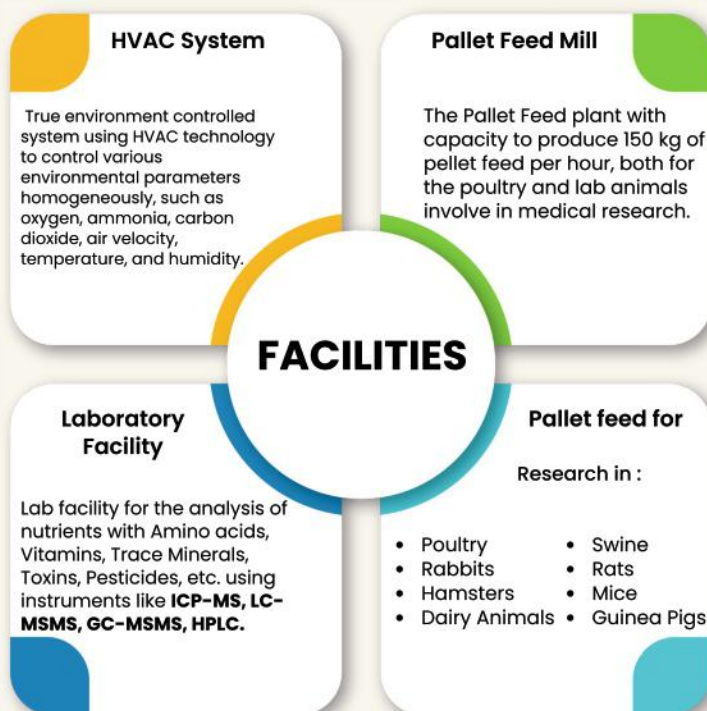 HVAC System
True environment controlled
system using HVAC technology
to control various
environmental parameters
homogeneously, such as
oxygen, ammonia, carbon
dioxide, air velocity,
temperature, and humidity.
Pallet Feed Mill
The Pallet Feed plant with
capacity to produce 150 kg of
pellet feed per hour, both for
the poultry and lab animals
involve in medical research.
FACILITIES
Laboratory
Facility
Lab facility for the analysis of
nutrients with Amino acids,
Vitamins, Trace Minerals,
Toxins, Pesticides, etc. using
instruments like ICP-MS, LC-
MSMS, GC-MSMS, HPLC.
Pallet feed for
Research in :
• Poultry
• Rabbits
• Hamsters
• Dairy Animals
• Swine
• Rats
• Mice
• Guinea Pigs